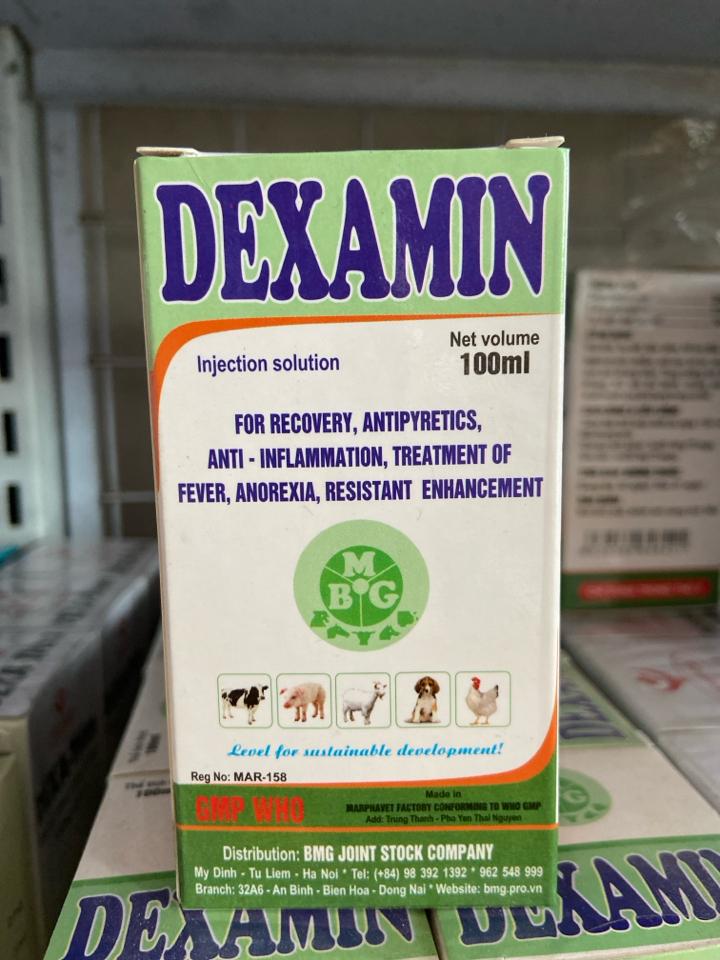 DEXAMIN
Injection solution
Net volume
100ml
FOR RECOVERY, ANTIPYRETICS,
ANTI - INFLAMMATION, TREATMENT OF
FEVER, ANOREXIA, RESISTANT ENHANCEMENT
M
B G
Level for sustainable development!
Reg No: MAR-158
GMP WHO
Made in
MARPHAVET FACTORY CONFORMING TO WHO GMP
Add: Trung Thanh - Pho Yen Thai Nguyen
Distribution: BMG JOINT STOCK COMPANY
My Dinh - Tu Liem - Ha Noi * Tel: (+84) 98 392 1392 * 962 548 999
Branch: 32A6 - An Binh - Bien Hoa - Dong Nai * Website: bmg.pro.vn
DEXAMIN
DEXAMIN